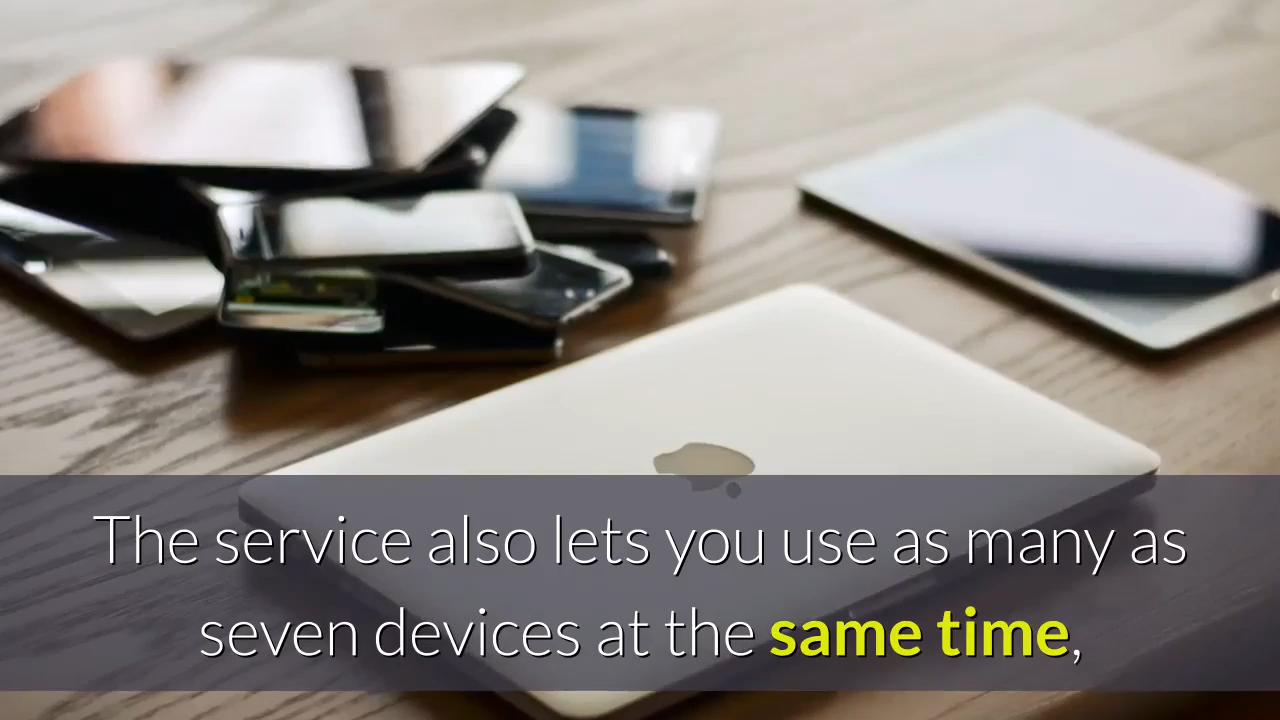 The service also lets you use as many as
seven devices at the same time,